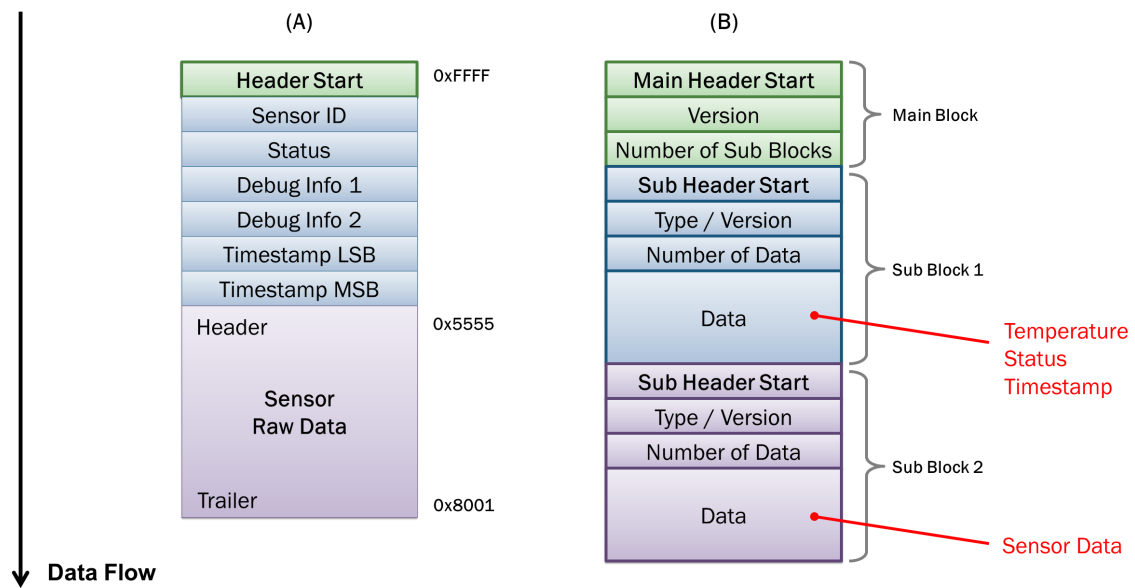 (A)
Header Start
0xFFFF
Sensor ID
Status
Debug Info 1
Debug Info 2
Timestamp LSB
Timestamp MSB
Header
0x5555
Sensor
Raw Data
Trailer
0x8001
Data Flow
(B)
Main Header Start
Version
Number of Sub Blocks
Main Block
Sub Header Start
Type / Version
Number of Data
Data
Sub Block 1
Temperature
Status
Timestamp
Sub Header Start
Type / Version
Number of Data
Data
Sub Block 2
Sensor Data